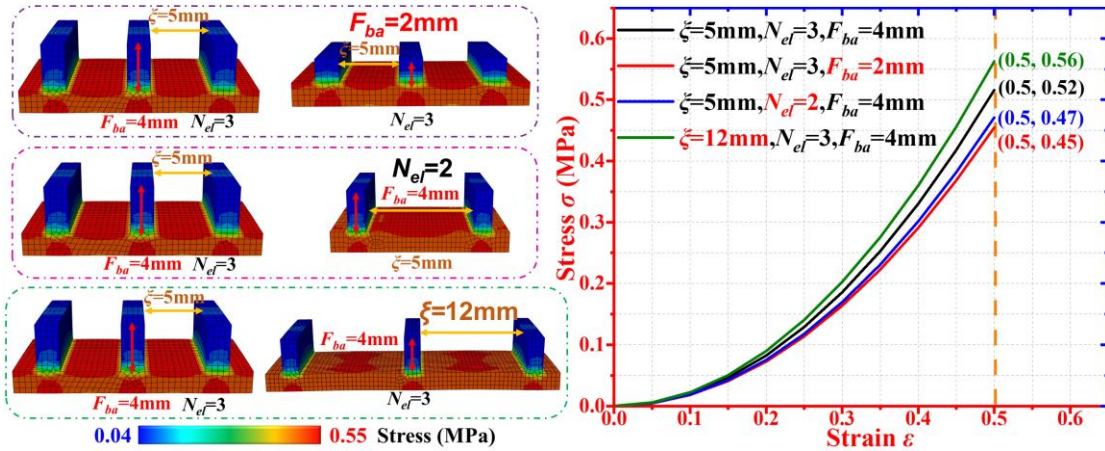 ξ=5mm
F_ba=4mm N_el=3
F_ba=2mm
ξ=5mm
N_el=3
ξ=5mm
F_ba=4mm N_el=3
N_el=2
F_ba=4mm
ξ=5mm
ξ=5mm
F_ba=4mm N_el=3
ξ=12mm
F_ba=4mm
N_el=3
0.04 0.55 Stress (MPa)
Stress σ (MPa)
0.6
0.5
0.4
0.3
0.2
0.1
0.0
ξ=5mm,N_el=3,F_ba=4mm
ξ=5mm,N_el=3,F_ba=2mm
ξ=5mm,N_el=2,F_ba=4mm
ξ=12mm,N_el=3,F_ba=4mm
(0.5, 0.56)
(0.5, 0.52)
(0.5, 0.47)
(0.5, 0.45)
0.0 0.1 0.2 0.3 0.4 0.5 0.6
Strain ε